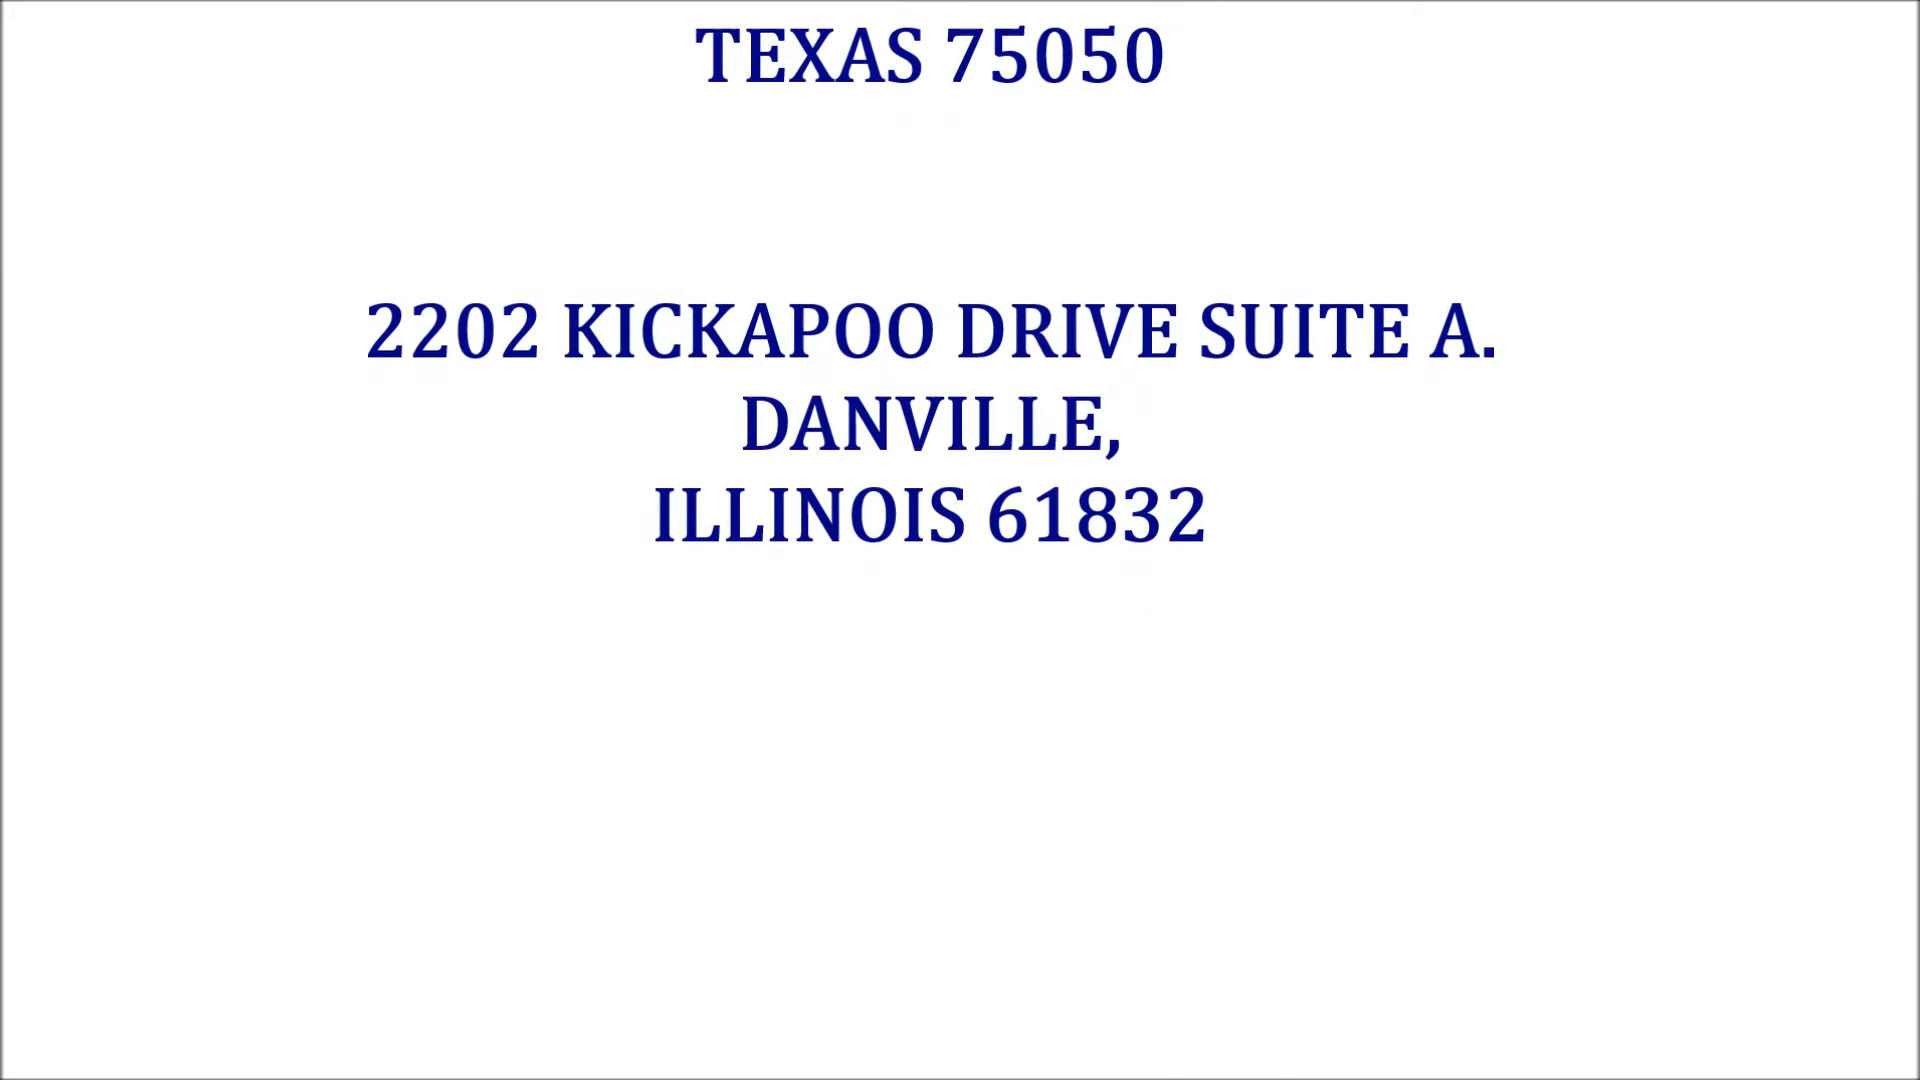 TEXAS 75050
2202 KICKAPOO DRIVE SUITE A.
DANVILLE,
ILLINOIS 61832